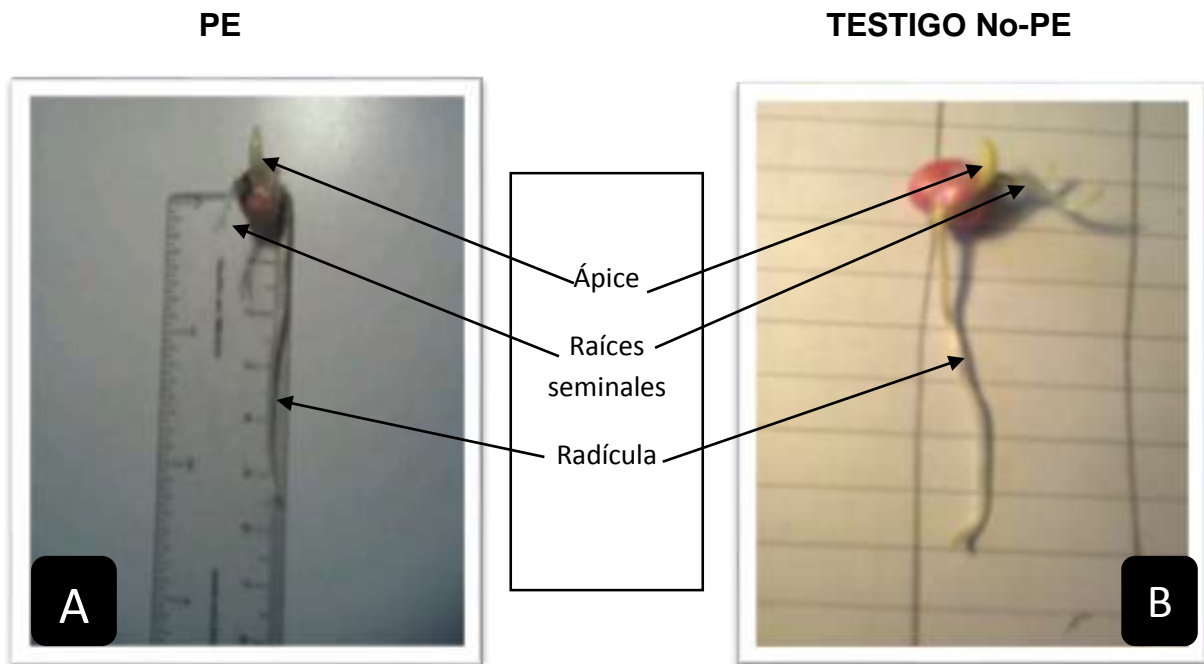 PE
TESTIGO No-PE
Ápice
Raíces
seminales
Radícula
A
B